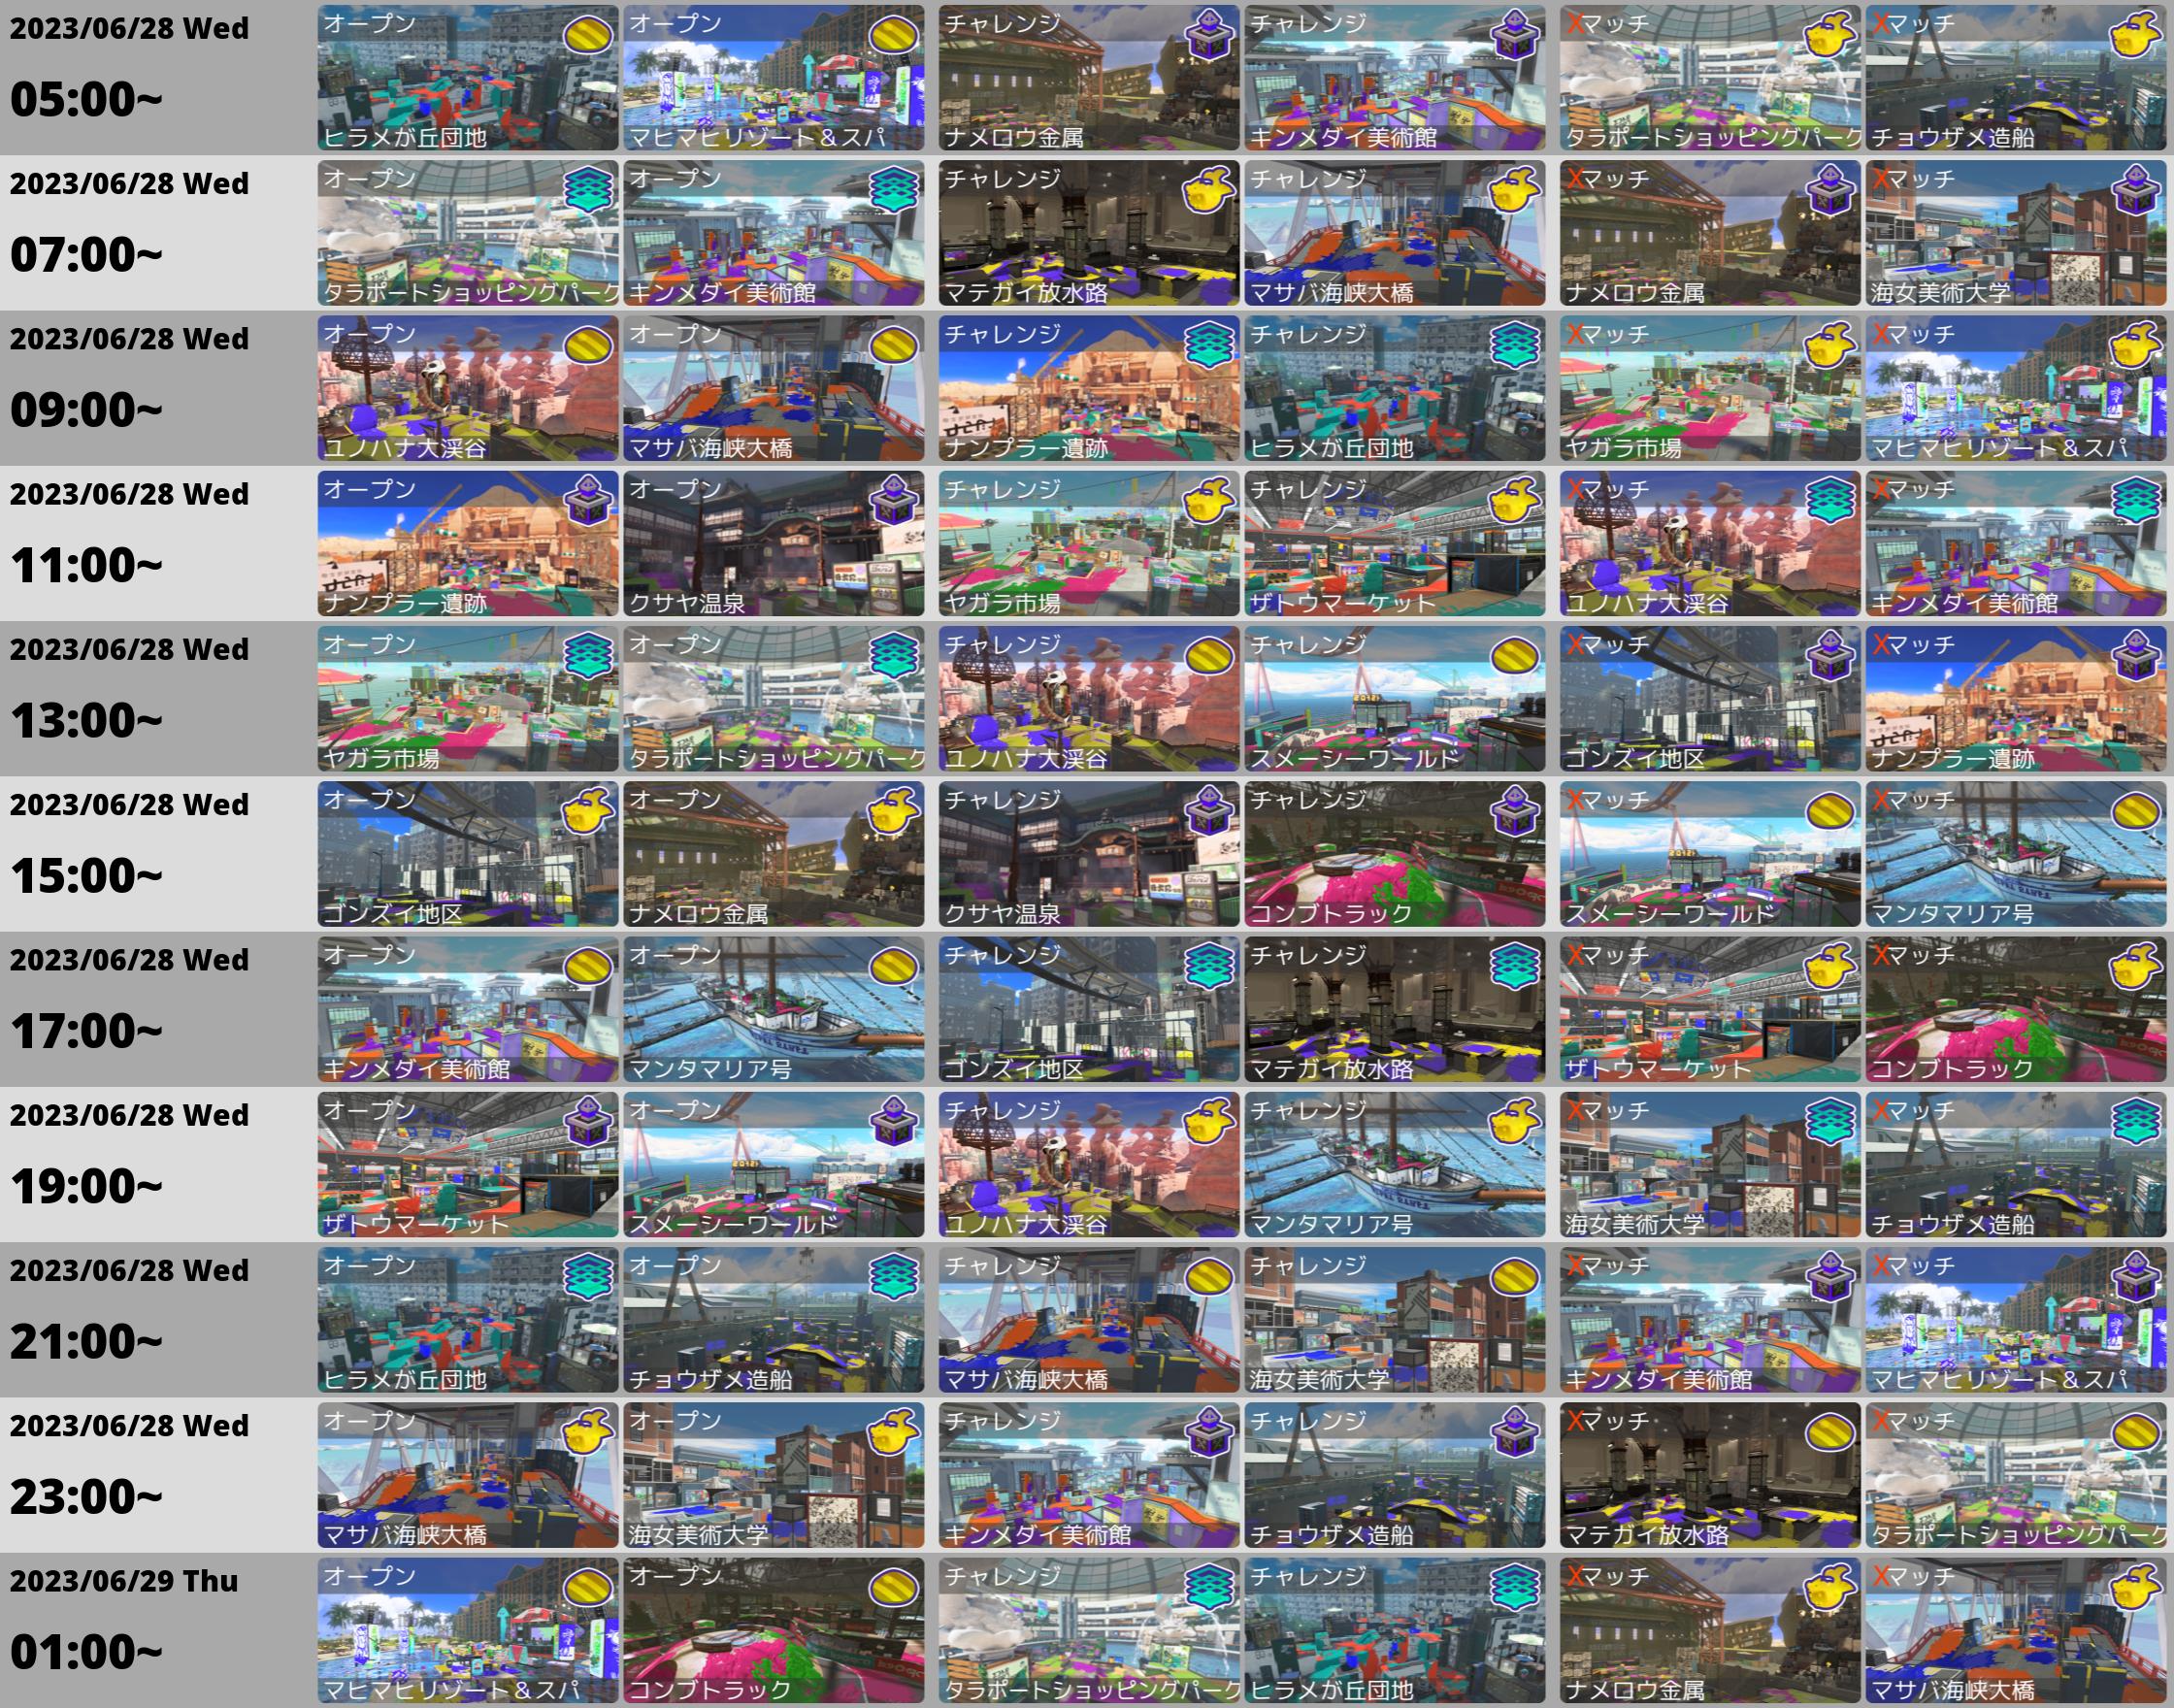 2023/06/28 Wed
05:00~
オープン
ヒラメが丘団地
オープン
マヒマヒリゾート＆スパ
チャレンジ
ナメロウ金属
チャレンジ
キンメダイ美術館
Xマッチ
タラポートショッピングパーク
Xマッチ
チョウザメ造船
2023/06/28 Wed
07:00~
オープン
タラポートショッピングパーク
オープン
キンメダイ美術館
チャレンジ
マテガイ放水路
チャレンジ
マサバ海峡大橋
Xマッチ
ナメロウ金属
Xマッチ
海女美術大学
2023/06/28 Wed
09:00~
オープン
ユノハナ大渓谷
オープン
マサバ海峡大橋
チャレンジ
ナンプラー遺跡
チャレンジ
ヒラメが丘団地
Xマッチ
ヤガラ市場
Xマッチ
マヒマヒリゾート＆スパ
2023/06/28 Wed
11:00~
オープン
ナンプラー遺跡
オープン
クサヤ温泉
チャレンジ
ヤガラ市場
チャレンジ
ザトウマーケット
Xマッチ
ユノハナ大渓谷
Xマッチ
キンメダイ美術館
2023/06/28 Wed
13:00~
オープン
ヤガラ市場
オープン
タラポートショッピングパーク
チャレンジ
ユノハナ大渓谷
チャレンジ
スメーシーワールド
Xマッチ
ゴンズイ地区
Xマッチ
ナンプラー遺跡
2023/06/28 Wed
15:00~
オープン
ゴンズイ地区
オープン
ナメロウ金属
チャレンジ
クサヤ温泉
チャレンジ
コンブトラック
Xマッチ
スメーシーワールド
Xマッチ
マンタマリア号
2023/06/28 Wed
17:00~
オープン
キンメダイ美術館
オープン
マンタマリア号
チャレンジ
ゴンズイ地区
チャレンジ
マテガイ放水路
Xマッチ
ザトウマーケット
Xマッチ
コンブトラック
2023/06/28 Wed
19:00~
オープン
ザトウマーケット
オープン
スメーシーワールド
チャレンジ
ユノハナ大渓谷
チャレンジ
マンタマリア号
Xマッチ
海女美術大学
Xマッチ
チョウザメ造船
2023/06/28 Wed
21:00~
オープン
ヒラメが丘団地
オープン
チョウザメ造船
チャレンジ
マサバ海峡大橋
チャレンジ
海女美術大学
Xマッチ
キンメダイ美術館
Xマッチ
マヒマヒリゾート＆スパ
2023/06/28 Wed
23:00~
オープン
マサバ海峡大橋
オープン
海女美術大学
チャレンジ
キンメダイ美術館
チャレンジ
チョウザメ造船
Xマッチ
マテガイ放水路
Xマッチ
タラポートショッピングパーク
2023/06/29 Thu
01:00~
オープン
マヒマヒリゾート＆スパ
オープン
コンブトラック
チャレンジ
タラポートショッピングパーク
チャレンジ
ヒラメが丘団地
Xマッチ
ナメロウ金属
Xマッチ
マサバ海峡大橋